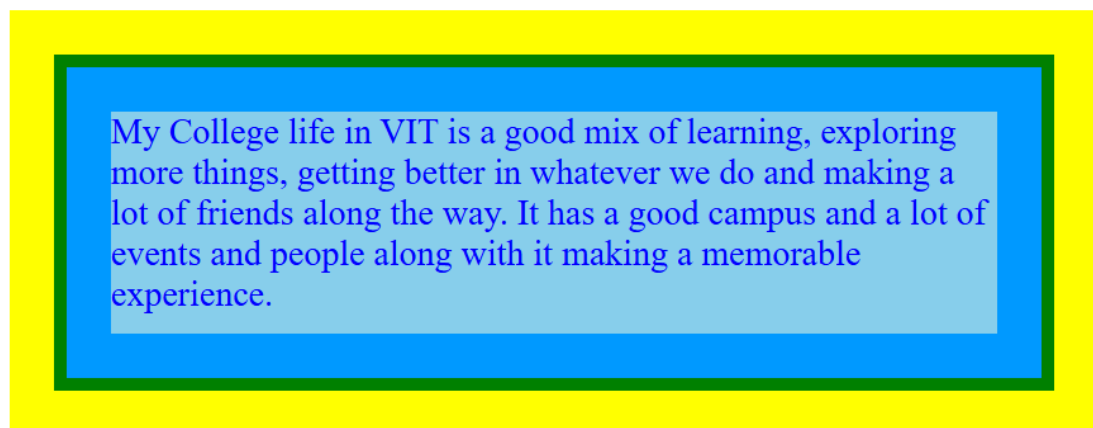 My College life in VIT is a good mix of learning, exploring
more things, getting better in whatever we do and making a
lot of friends along the way. It has a good campus and a lot of
events and people along with it making a memorable
experience.